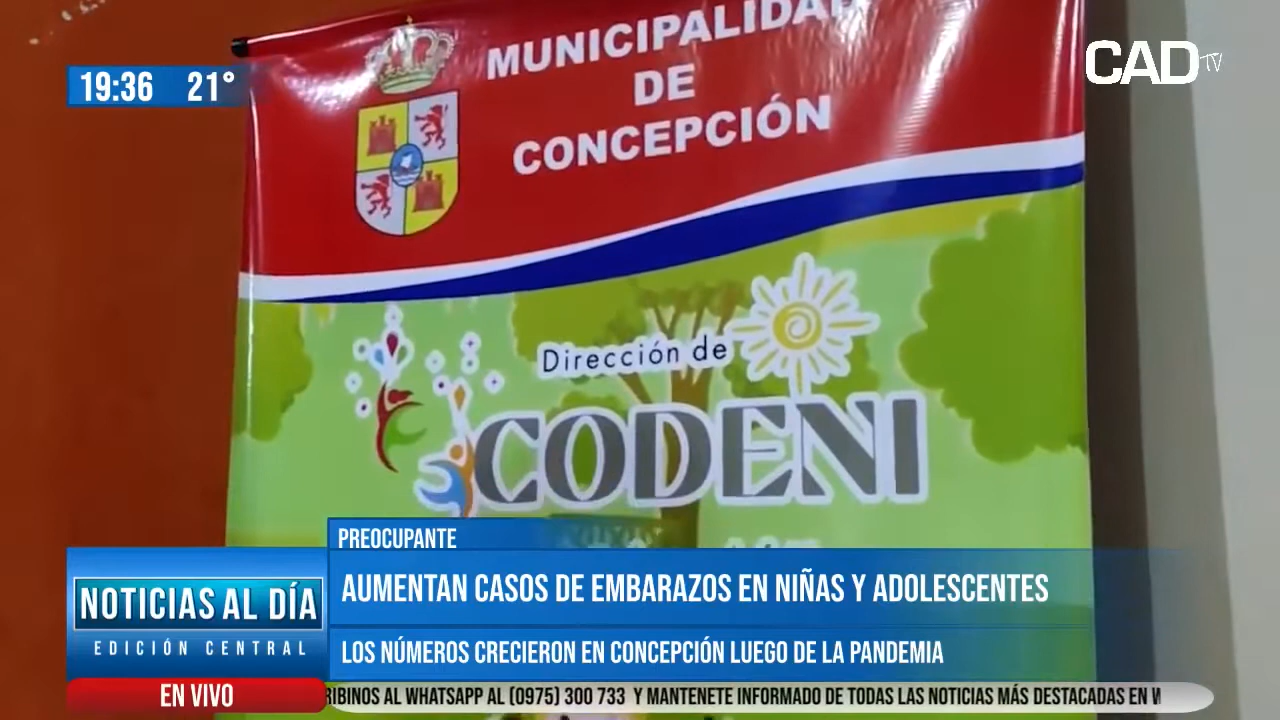 19:36 21°
CAD TV
MUNICIPALIDAD
DE
CONCEPCIÓN
Dirección de
CODENI
PREOCUPANTE
AUMENTAN CASOS DE EMBARAZOS EN NIÑAS Y ADOLESCENTES
LOS NÚMEROS CRECIERON EN CONCEPCIÓN LUEGO DE LA PANDEMIA
NOTICIAS AL DÍA
EDICIÓN CENTRAL
EN VIVO
RIBINOS AL WHATSAPP AL (0975) 300 733 Y MANTENETE INFORMADO DE TODAS LAS NOTICIAS MÁS DESTACADAS EN